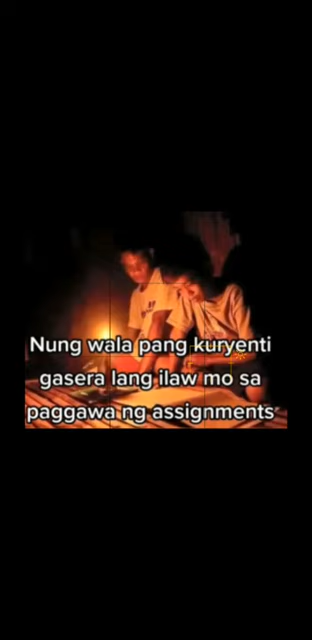 Nung wala pang kuryenti
gasera lang ilaw mo sa
paggawa ng assignments